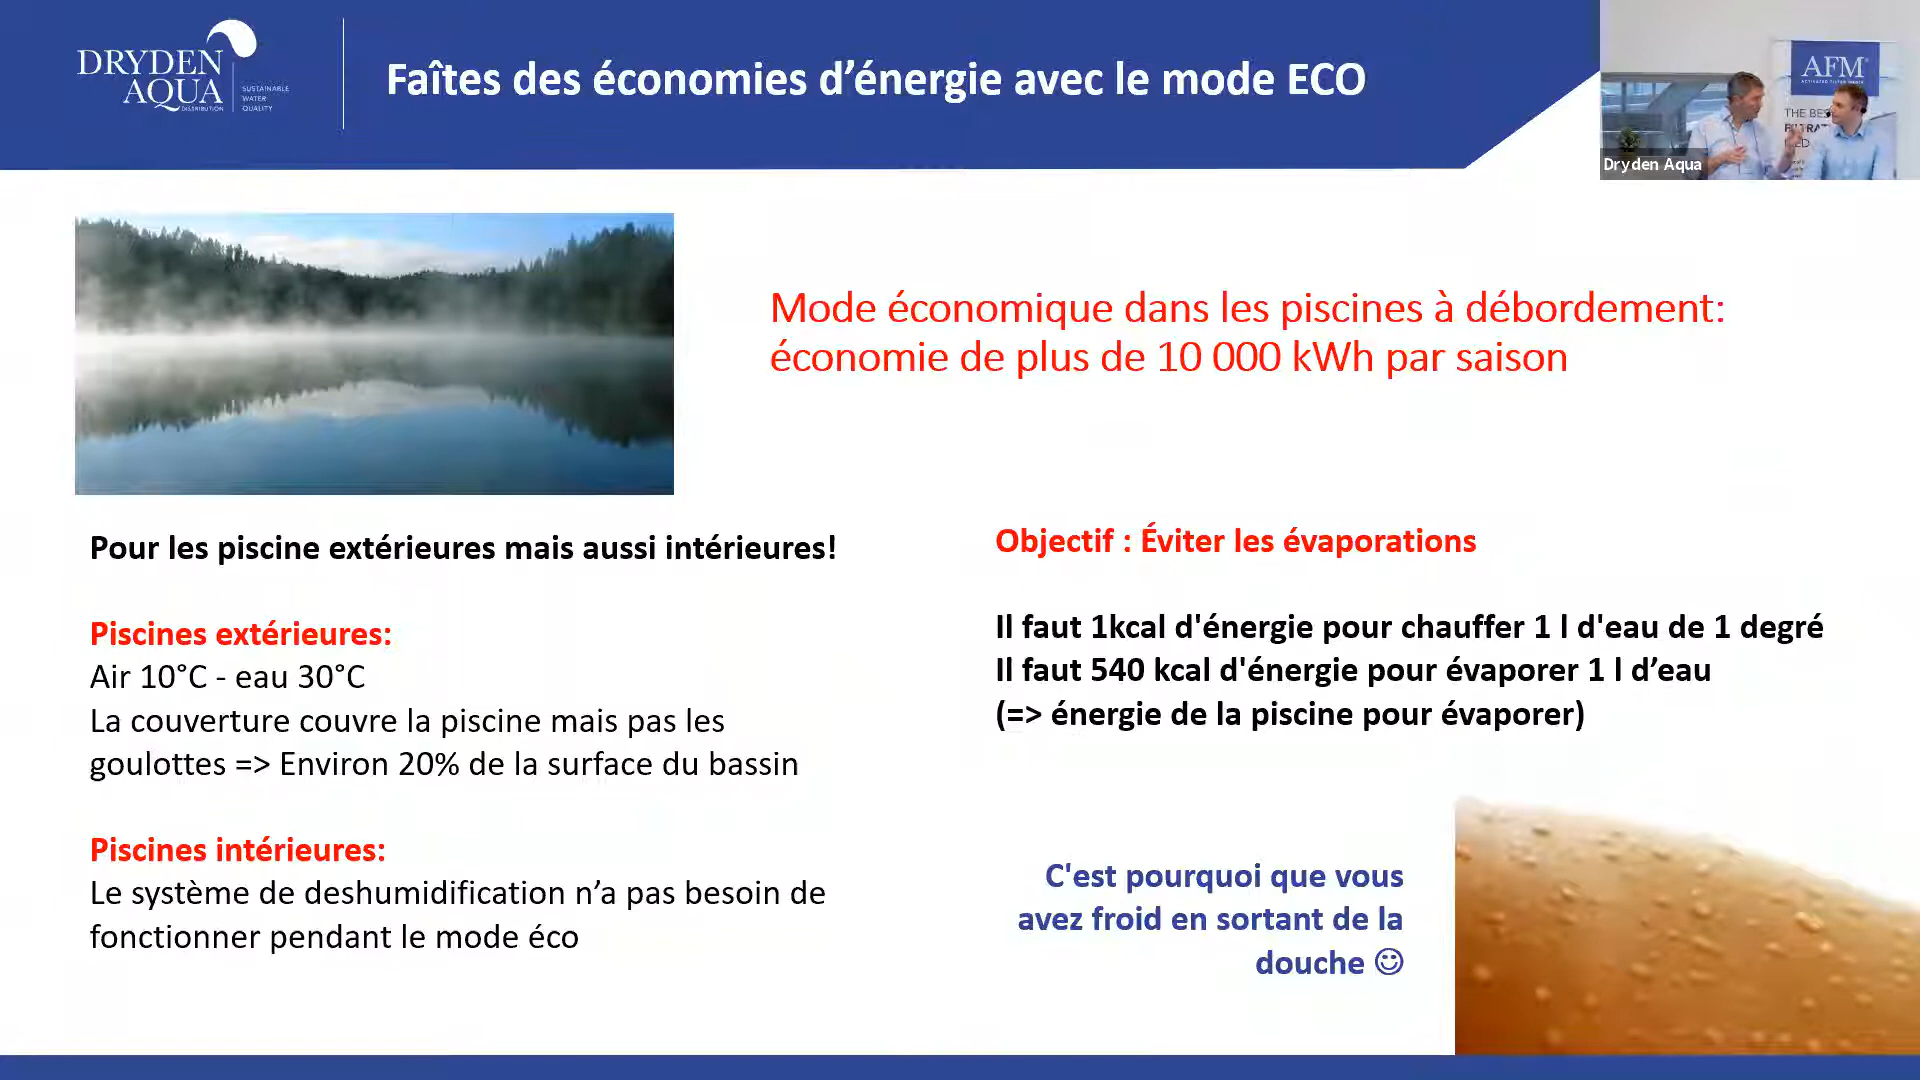 DRYDEN
AQUA
DISTRIBUTION
SUSTAINABLE
WATER
QUALITY
Faîtes des économies d’énergie avec le mode ECO
AFM
THE BES
Dryden Aqua
Mode économique dans les piscines à débordement:
économie de plus de 10 000 kWh par saison
Pour les piscine extérieures mais aussi intérieures!
Piscines extérieures:
Air 10°C - eau 30°C
La couverture couvre la piscine mais pas les
goulottes => Environ 20% de la surface du bassin
Piscines intérieures:
Le système de deshumidification n’a pas besoin de
fonctionner pendant le mode éco
Objectif : Éviter les évaporations
Il faut 1kcal d'énergie pour chauffer 1 l d'eau de 1 degré
Il faut 540 kcal d'énergie pour évaporer 1 l d’eau
(=> énergie de la piscine pour évaporer)
C'est pourquoi que vous
avez froid en sortant de la
douche ☺